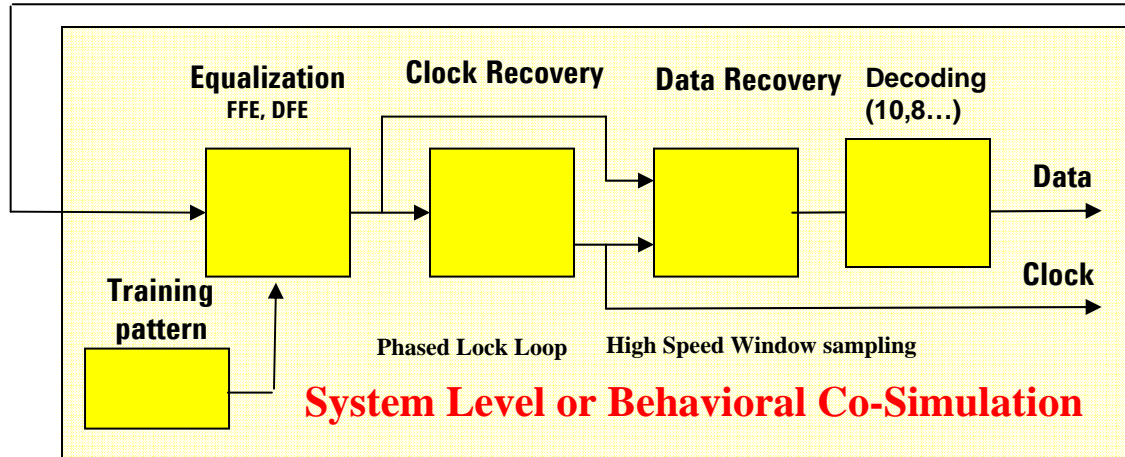 Equalization
FFE, DFE
Clock Recovery
Data Recovery
Decoding
(10,8…)
Data
Clock
Training
pattern
Phased Lock Loop
High Speed Window sampling
System Level or Behavioral Co-Simulation